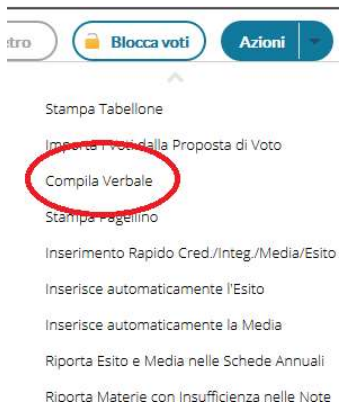 tro Blocca voti Azioni
Stampa Tabellone
Importa i Voti dalla Proposta di Voto
Compila Verbale
Stampa Pagellino
Inserimento Rapido Cred./Integ./Media/Esito
Inserisce automaticamente l'Esito
Inserisce automaticamente la Media
Riporta Esito e Media nelle Schede Annuali
Riporta Materie con Insufficienza nelle Note